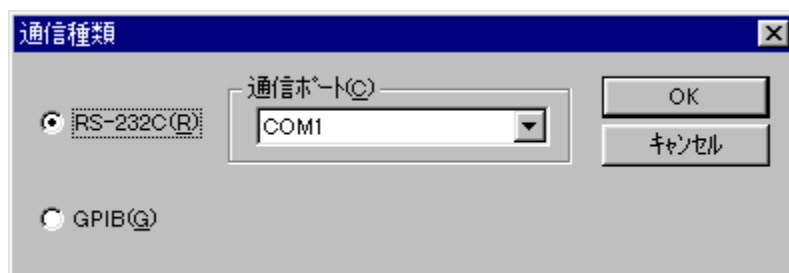 通信種類
RS-232C(R)
通信ﾎﾟｰﾄ(C)
COM1
OK
ｷｬﾝｾﾙ
GPIB(G)